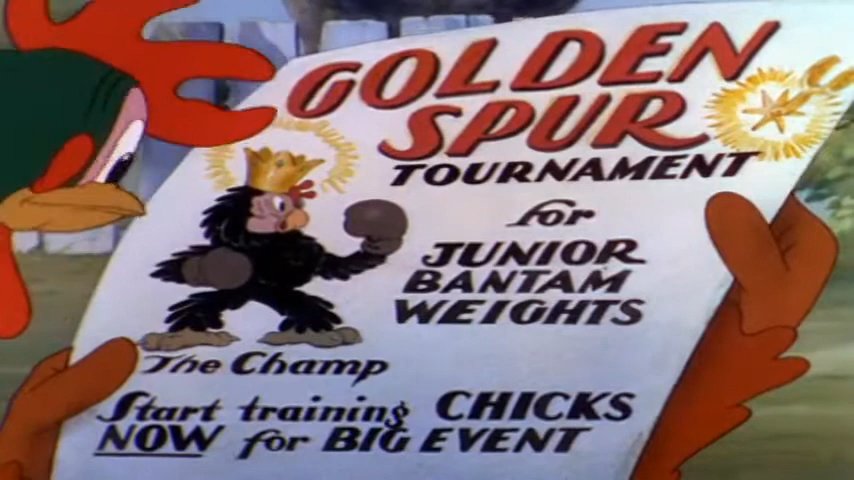 GOLDEN
SPUR
TOURNAMENT
for
JUNIOR
BANTAM
WEIGHTS
The Champ
Start training CHICKS
NOW for BIG EVENT